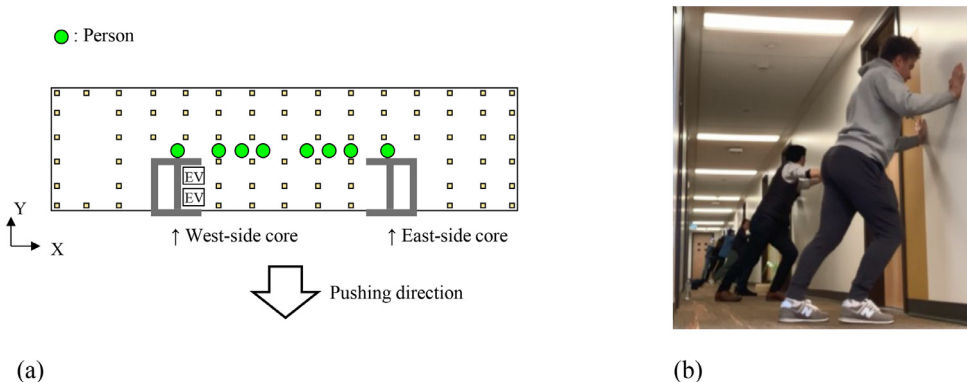 : Person
EV
EV
Y
X
↑ West-side core
↑ East-side core
Pushing direction
(a)
(b)
N